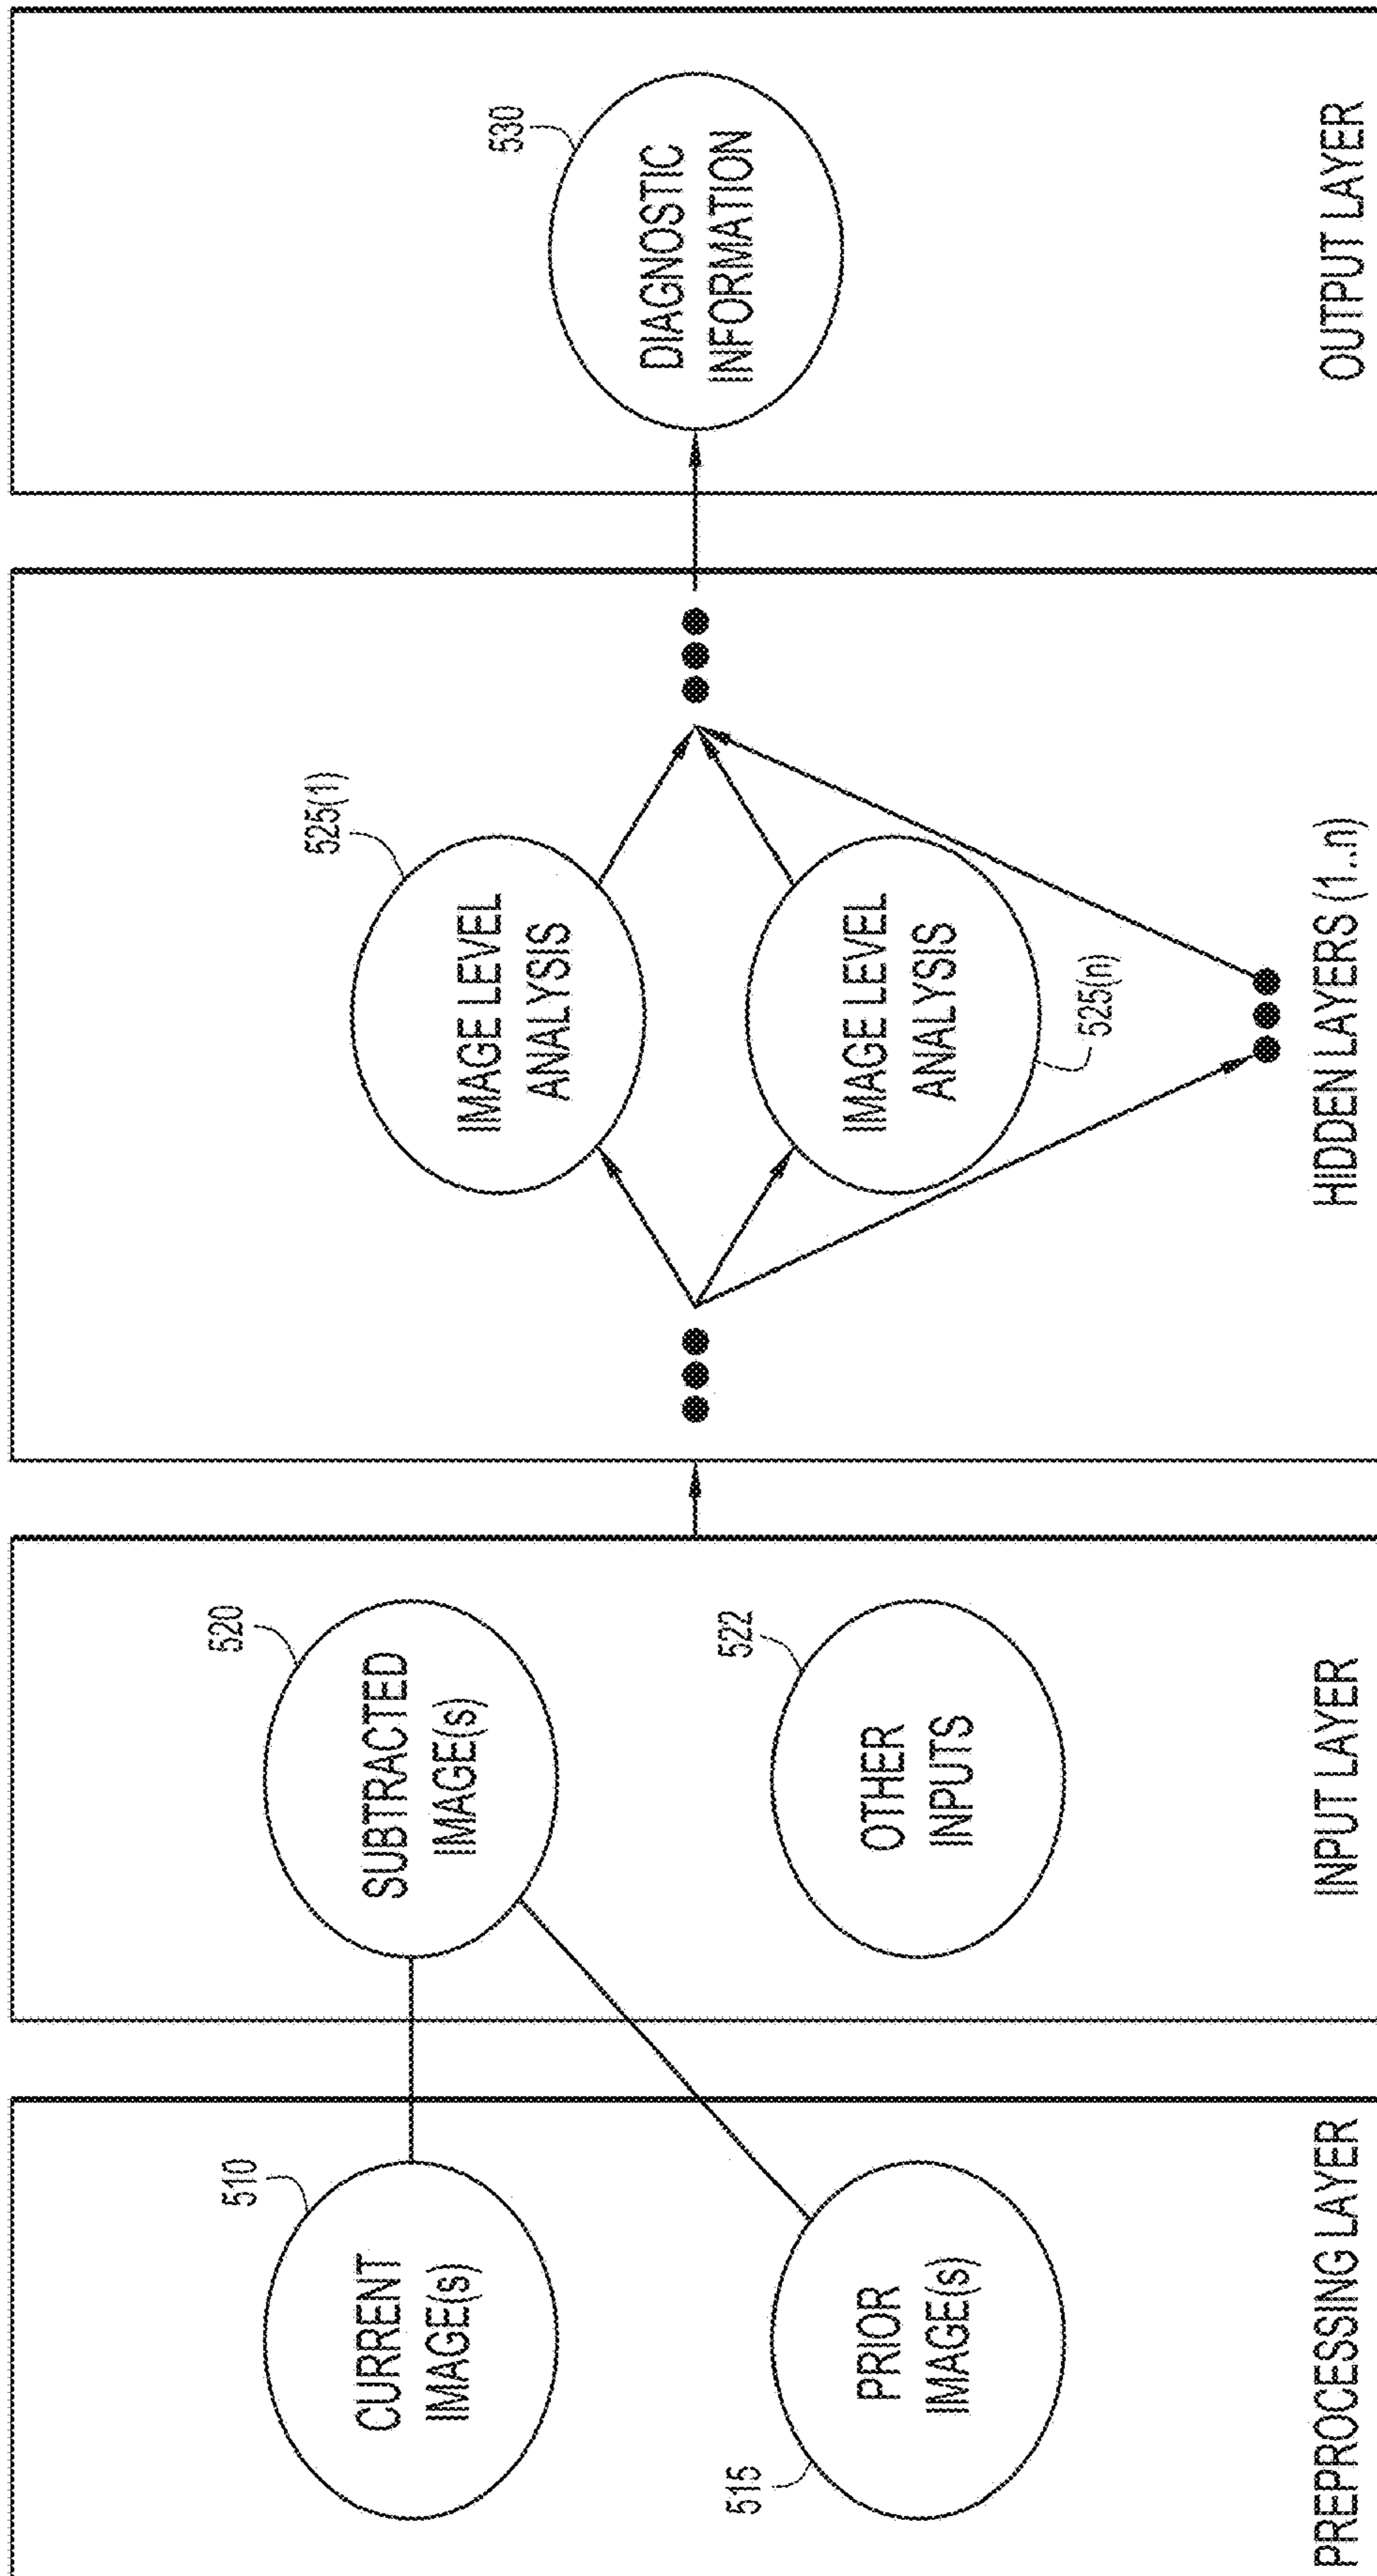 510
CURRENT
IMAGE(s)
515
PRIOR
IMAGE(s)
PREPROCESSING LAYER
520
SUBTRACTED
IMAGE(s)
522
OTHER
INPUTS
INPUT LAYER
525(1)
IMAGE LEVEL
ANALYSIS
IMAGE LEVEL
ANALYSIS
525(n)
HIDDEN LAYERS (1..n)
530
DIAGNOSTIC
INFORMATION
OUTPUT LAYER